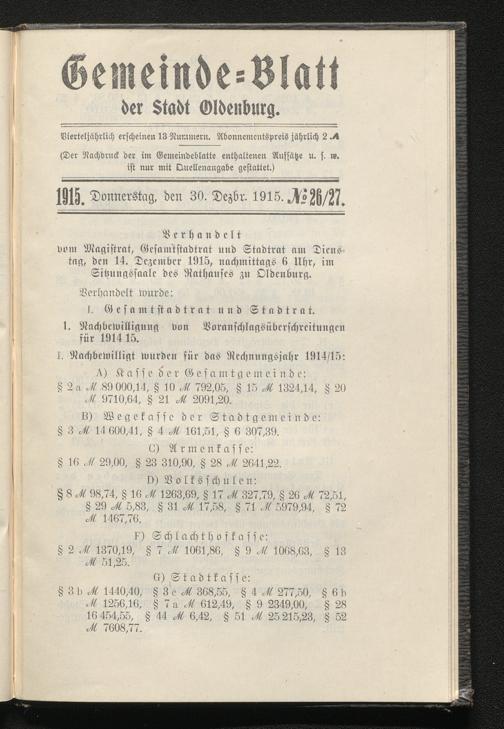 Gemeinde=Blatt
der Stadt Oldenburg.
Vierteljährlich erscheinen 13 Nummern. Abonnementspreis jährlich 2 ℳ
(Der Nachdruck der im Gemeindeblatte enthaltenen Aufsätze u. s. w.
ist nur mit Quellenangabe gestattet.)
1915. Donnerstag, den 30. Dezbr. 1915. № 26/27.
Verhandelt
vom Magistrat, Gesamtstadtrat und Stadtrat am Diens-
tag, den 14. Dezember 1915, nachmittags 6 Uhr, im
Sitzungssaale des Rathauses zu Oldenburg.
Verhandelt wurde:
I. Gesamtstadtrat und Stadtrat.
1. Nachbewilligung von Voranschlagsüberschreitungen
für 1914 15.
I. Nachbewilligt wurden für das Rechnungsjahr 1914/15:
A) Kasse der Gesamtgemeinde:
§ 2a ℳ 89 000,14, § 10 ℳ 792,05, § 15 ℳ 1324,14, § 20
ℳ 9710,64, § 21 ℳ 2091,20.
B) Wegekasse der Stadtgemeinde:
§ 3 ℳ 14 600,41, § 4 ℳ 161,51, § 6 307,39.
C) Armenkasse:
§ 16 ℳ 29,00, § 23 310,90, § 28 ℳ 2641,22.
D) Volksschulen:
§ 8 ℳ 98,74, § 16 ℳ 1263,69, § 17 ℳ 327,79, § 26 ℳ 72,51,
§ 29 ℳ 5,83, § 31 ℳ 17,58, § 71 ℳ 5979,94, § 72
ℳ 1467,76.
F) Schlachthofkasse:
§ 2 ℳ 1370,19, § 7 ℳ 1061,86, § 9 ℳ 1068,63, § 13
ℳ 51,25.
G) Stadtkasse:
§ 3b ℳ 1440,40, § 3c ℳ 368,55, § 4 ℳ 277,50, § 6b
ℳ 1256,16, § 7a ℳ 612,49, § 9 2349,00, § 28
16 454,55, § 44 ℳ 6,42, § 51 ℳ 25 215,23, § 52
ℳ 7608,77.